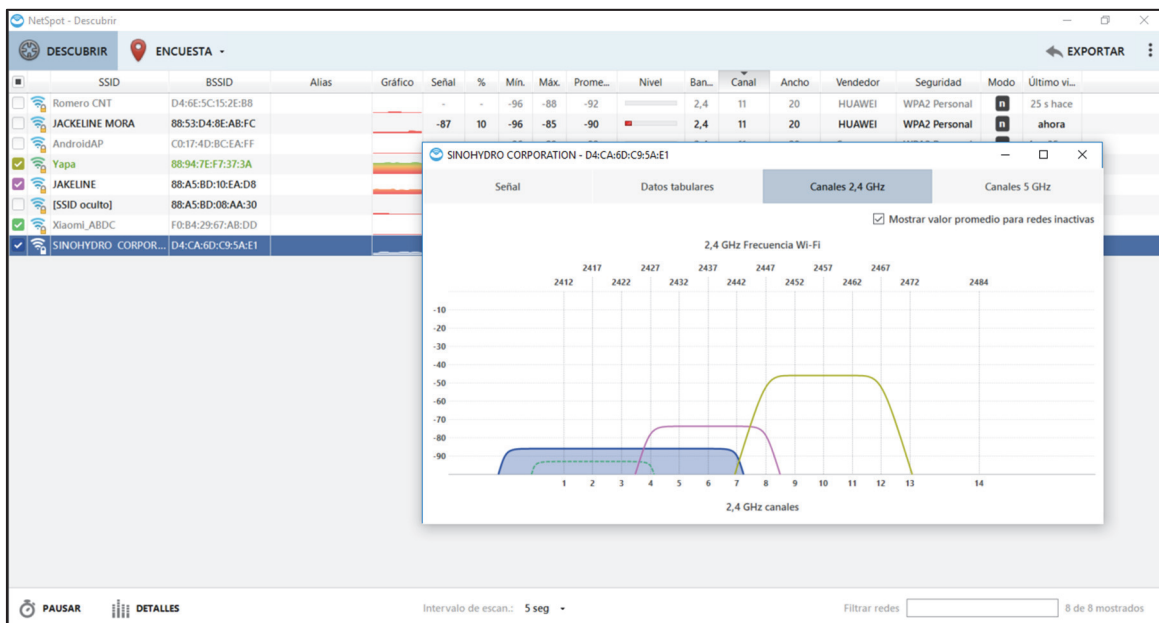 NetSpot - Descubrir
DESCUBRIR ENCUESTA EXPORTAR
SSID BSSID Alias Gráfico Señal % Mín. Máx. Prome... Nivel Ban... Canal Ancho Vendedor Seguridad Modo Último vi...
Romero CNT D4:6E:5C:15:2E:B8 - - -96 -88 -92 2,4 11 20 HUAWEI WPA2 Personal n 25 s hace
JACKELINE MORA 88:53:D4:8E:AB:FC -87 10 -96 -85 -90 2,4 11 20 HUAWEI WPA2 Personal n ahora
AndroidAP C0:17:4D:BC:EA:FF
Yapa 88:94:7E:F7:37:3A
JAKELINE 88:A5:BD:10:EA:D8
[SSID oculto] 88:A5:BD:08:AA:30
Xiaomi_ABDC F0:B4:29:67:AB:DD
SINOHYDRO CORPOR... D4:CA:6D:C9:5A:E1
SINOHYDRO CORPORATION - D4:CA:6D:C9:5A:E1
Señal Datos tabulares Canales 2,4 GHz Canales 5 GHz
Mostrar valor promedio para redes inactivas
2,4 GHz Frecuencia Wi-Fi
2417 2427 2437 2447 2457 2467
2412 2422 2432 2442 2452 2462 2472 2484
-10
-20
-30
-40
-50
-60
-70
-80
-90
1 2 3 4 5 6 7 8 9 10 11 12 13 14
2,4 GHz canales
PAUSAR DETALLES Intervalo de escan.: 5 seg Filtrar redes 8 de 8 mostrados